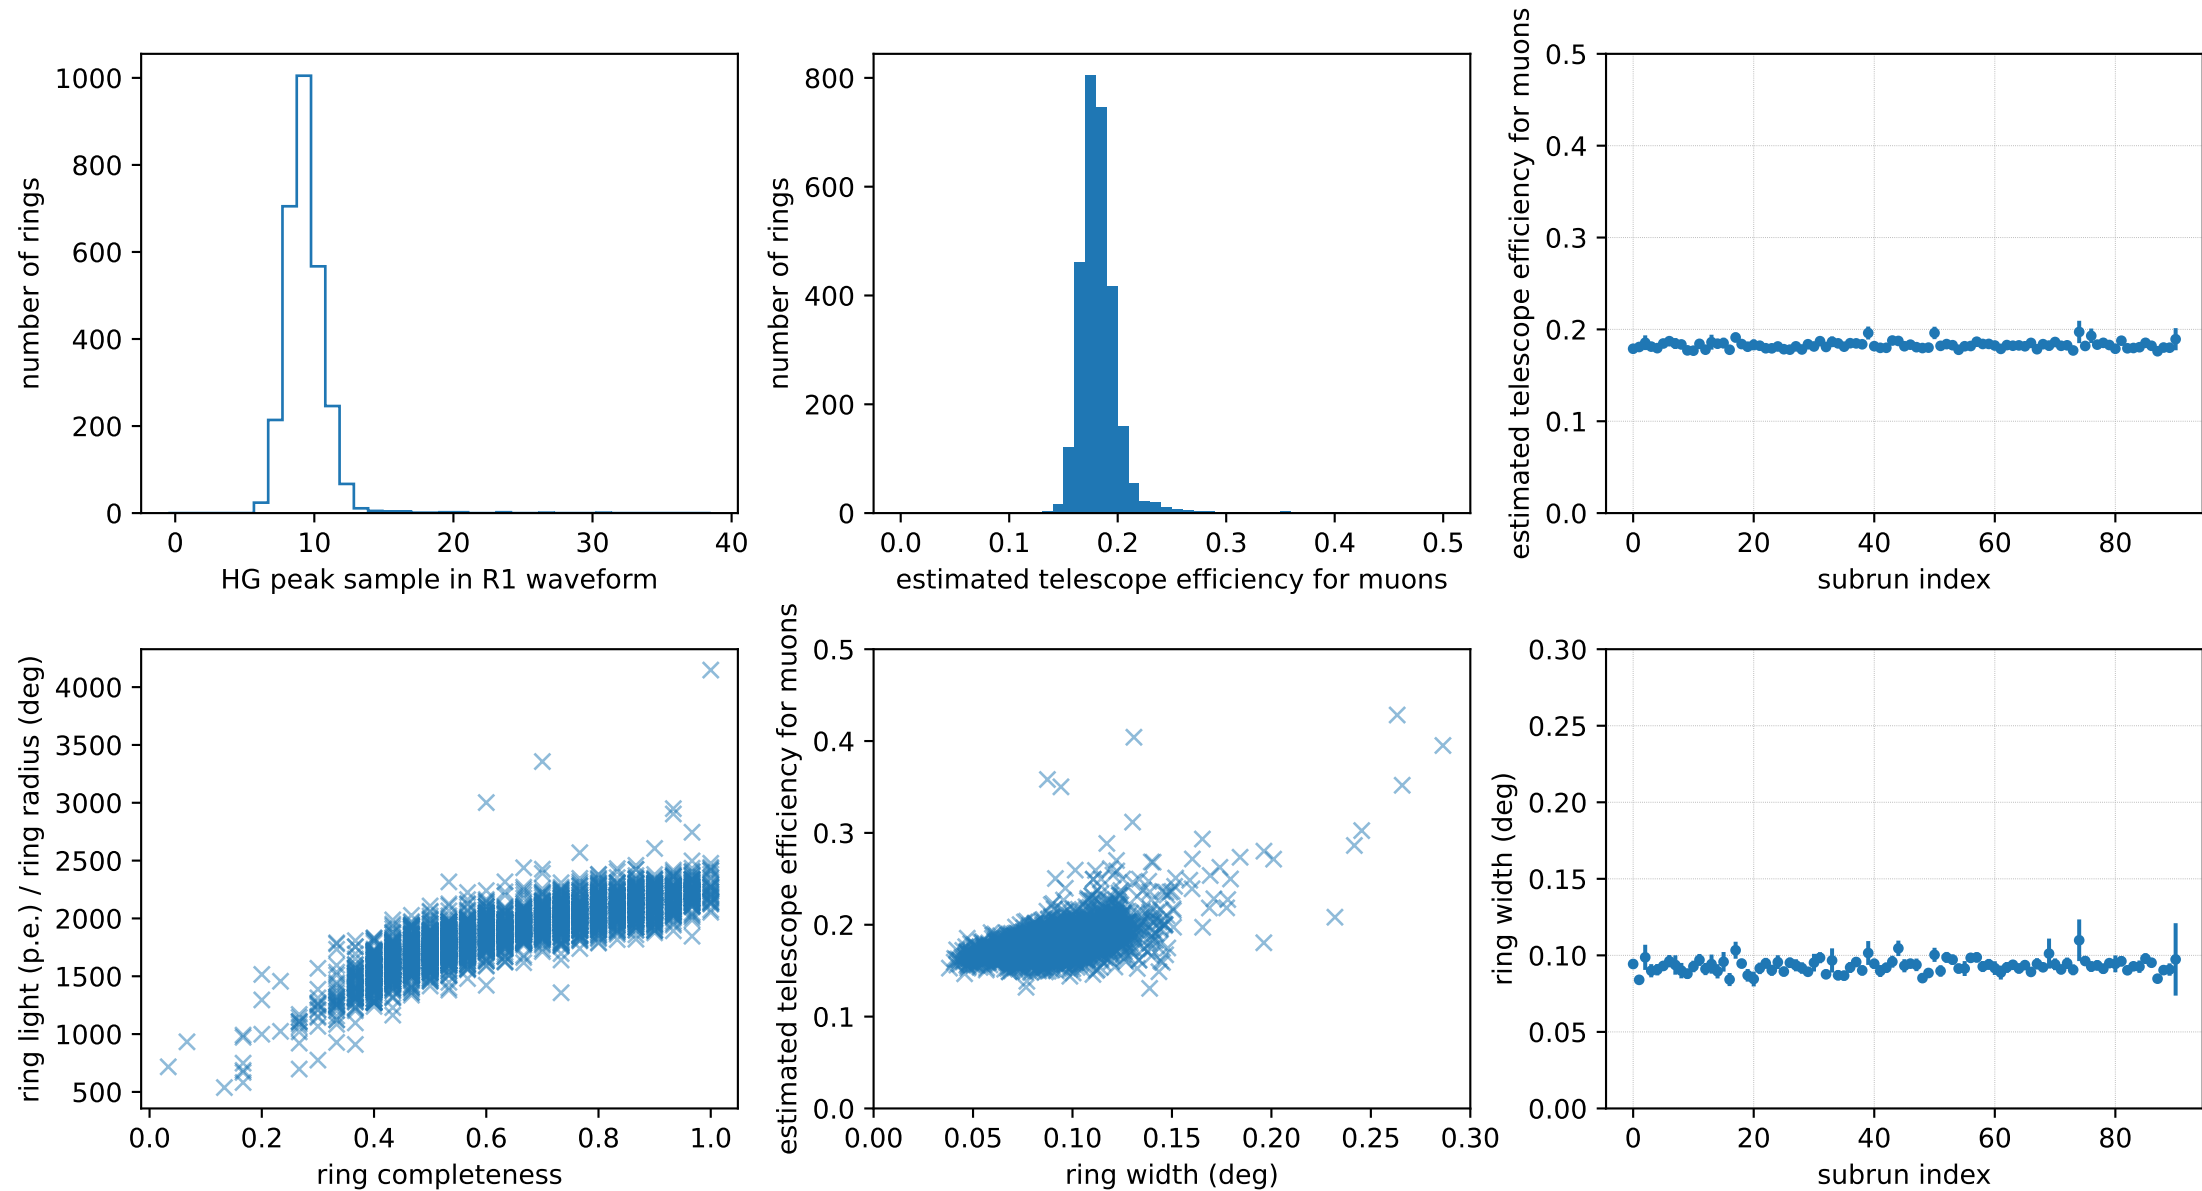 number of rings
1000
800
600
400
200
0
0 10 20 30 40
HG peak sample in R1 waveform
number of rings
800
600
400
200
0
0.0 0.1 0.2 0.3 0.4 0.5
estimated telescope efficiency for muons
estimated telescope efficiency for muons
0.5
0.4
0.3
0.2
0.1
0.0
0 20 40 60 80
subrun index
ring light (p.e.) / ring radius (deg)
4000
3500
3000
2500
2000
1500
1000
500
0.0 0.2 0.4 0.6 0.8 1.0
ring completeness
estimated telescope efficiency for muons
0.5
0.4
0.3
0.2
0.1
0.0
0.00 0.05 0.10 0.15 0.20 0.25 0.30
ring width (deg)
ring width (deg)
0.30
0.25
0.20
0.15
0.10
0.05
0.00
0 20 40 60 80
subrun index